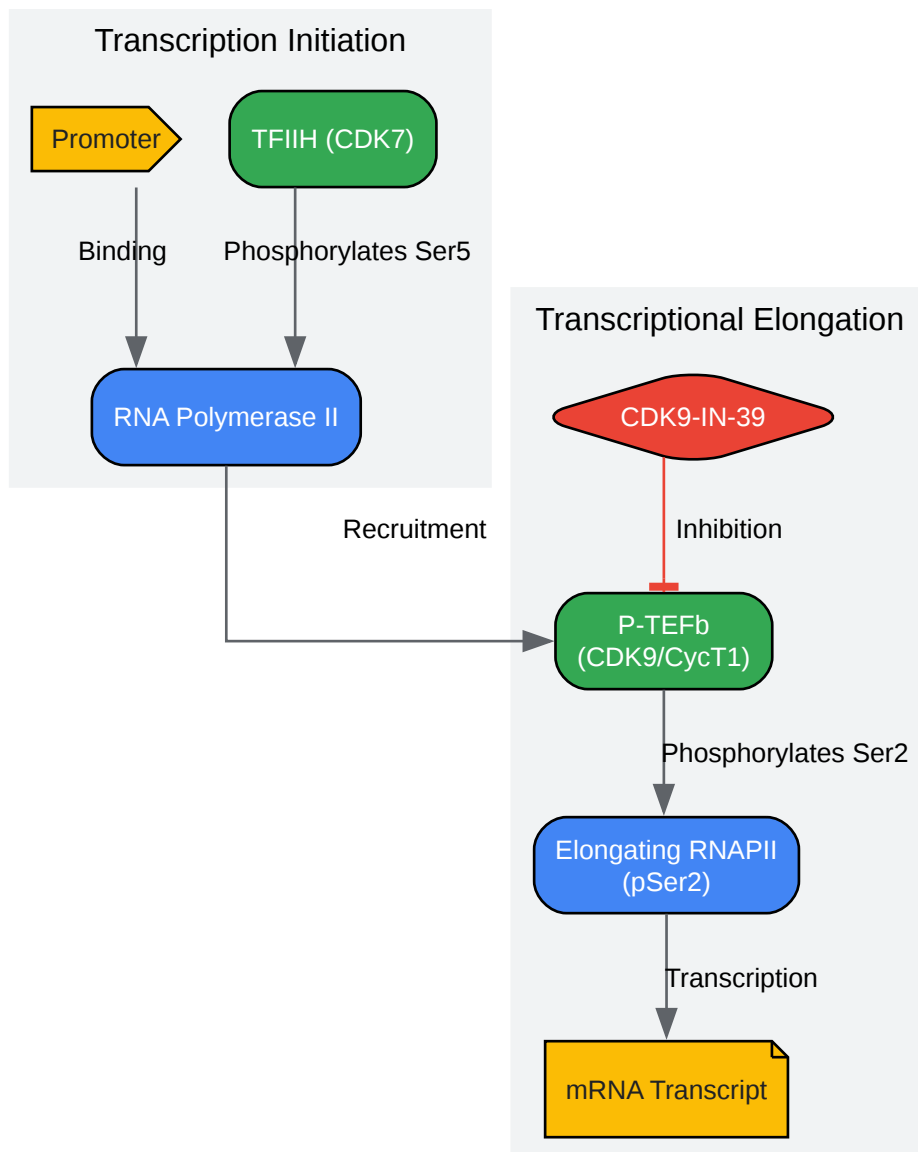 Transcription Initiation
Promoter
TFIIH (CDK7)
Binding
Phosphorylates Ser5
RNA Polymerase II
Recruitment
Transcriptional Elongation
CDK9-IN-39
Inhibition
P-TEFb
(CDK9/CycT1)
Phosphorylates Ser2
Elongating RNAPII
(pSer2)
Transcription
mRNA Transcript